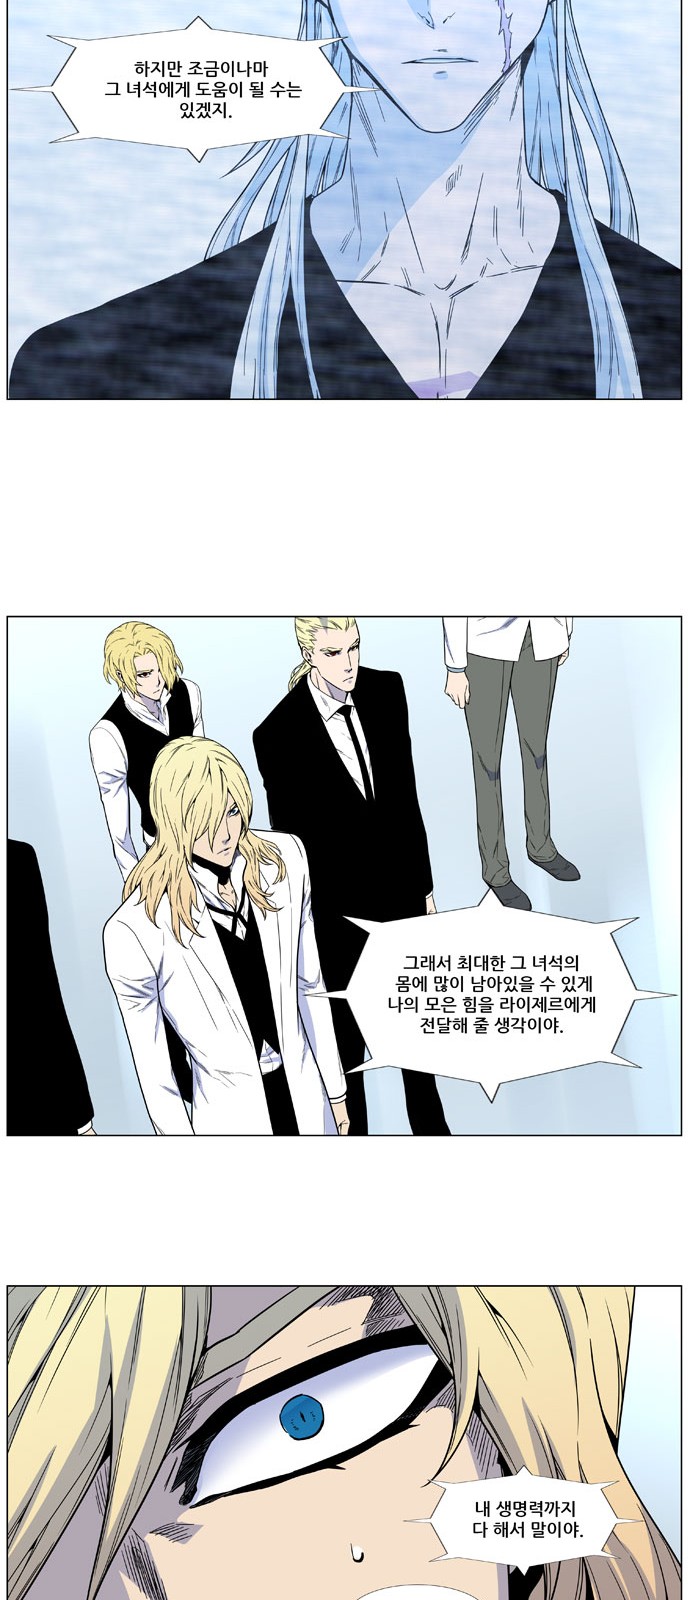 하지만 조금이나마
그 녀석에게 도움이 될 수는
있겠지.
그래서 최대한 그 녀석의
몸에 많이 남아있을 수 있게
나의 모은 힘을 라이제르에게
전달해 줄 생각이야.
내 생명력까지
다 해서 말이야.